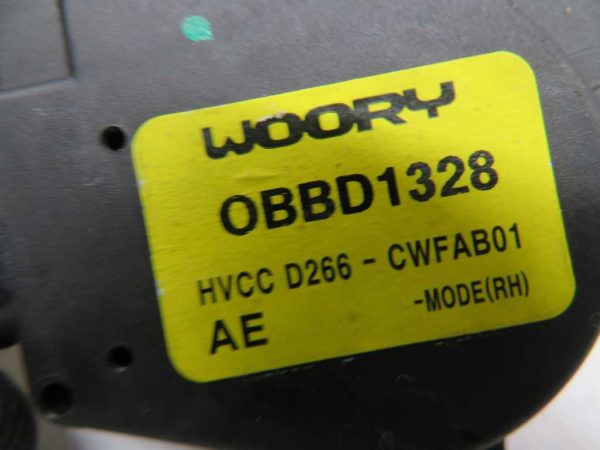 WOORY
OBBD1328
HVCC D266 - CWFAB01
AE -MODE(RH)